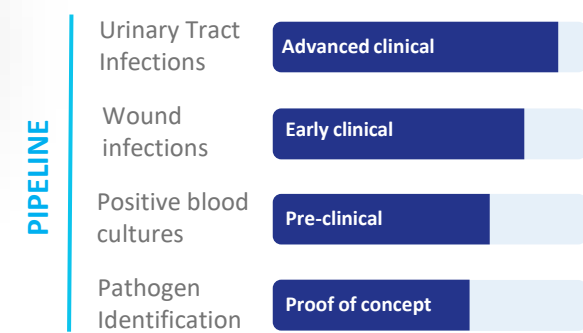 PIPELINE
Urinary Tract
Infections
Advanced clinical
Wound
infections
Early clinical
Positive blood
cultures
Pre-clinical
Pathogen
Identification
Proof of concept